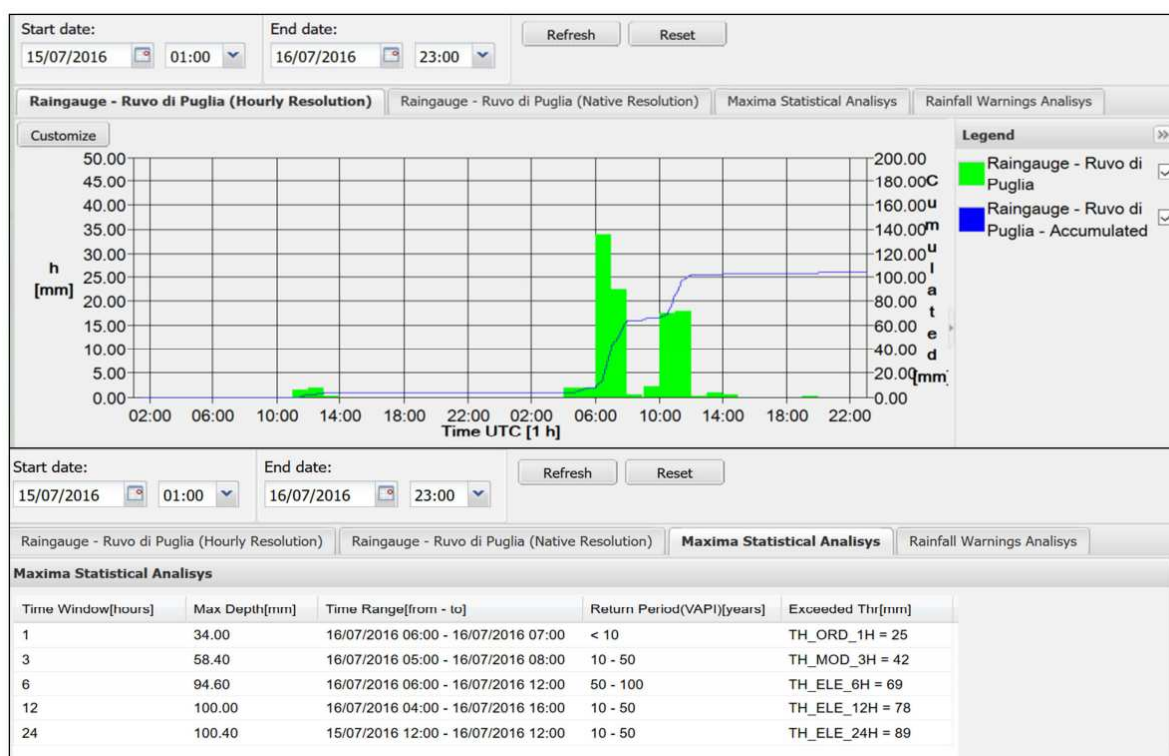 Start date:
End date:
15/07/2016 01:00 16/07/2016 23:00 Refresh Reset
Raingauge - Ruvo di Puglia (Hourly Resolution) Raingauge - Ruvo di Puglia (Native Resolution) Maxima Statistical Analisys Rainfall Warnings Analisys
Customize
Legend
Raingauge - Ruvo di
Puglia
Raingauge - Ruvo di
Puglia - Accumulated
h
[mm]
50.00
45.00
40.00
35.00
30.00
25.00
20.00
15.00
10.00
5.00
0.00
200.00
180.00
160.00
140.00
120.00
100.00
80.00
60.00
40.00
20.00
0.00
Cumulated
[mm]
02:00 06:00 10:00 14:00 18:00 22:00 02:00 06:00 10:00 14:00 18:00 22:00
Time UTC [1 h]
Start date:
End date:
15/07/2016 01:00 16/07/2016 23:00 Refresh Reset
Raingauge - Ruvo di Puglia (Hourly Resolution) Raingauge - Ruvo di Puglia (Native Resolution) Maxima Statistical Analisys Rainfall Warnings Analisys
Maxima Statistical Analisys
Time Window[hours] Max Depth[mm] Time Range[from - to] Return Period(VAPI)[years] Exceeded Thr[mm]
1 34.00 16/07/2016 06:00 - 16/07/2016 07:00 < 10 TH_ORD_1H = 25
3 58.40 16/07/2016 05:00 - 16/07/2016 08:00 10 - 50 TH_MOD_3H = 42
6 94.60 16/07/2016 06:00 - 16/07/2016 12:00 50 - 100 TH_ELE_6H = 69
12 100.00 16/07/2016 04:00 - 16/07/2016 16:00 10 - 50 TH_ELE_12H = 78
24 100.40 15/07/2016 12:00 - 16/07/2016 12:00 10 - 50 TH_ELE_24H = 89